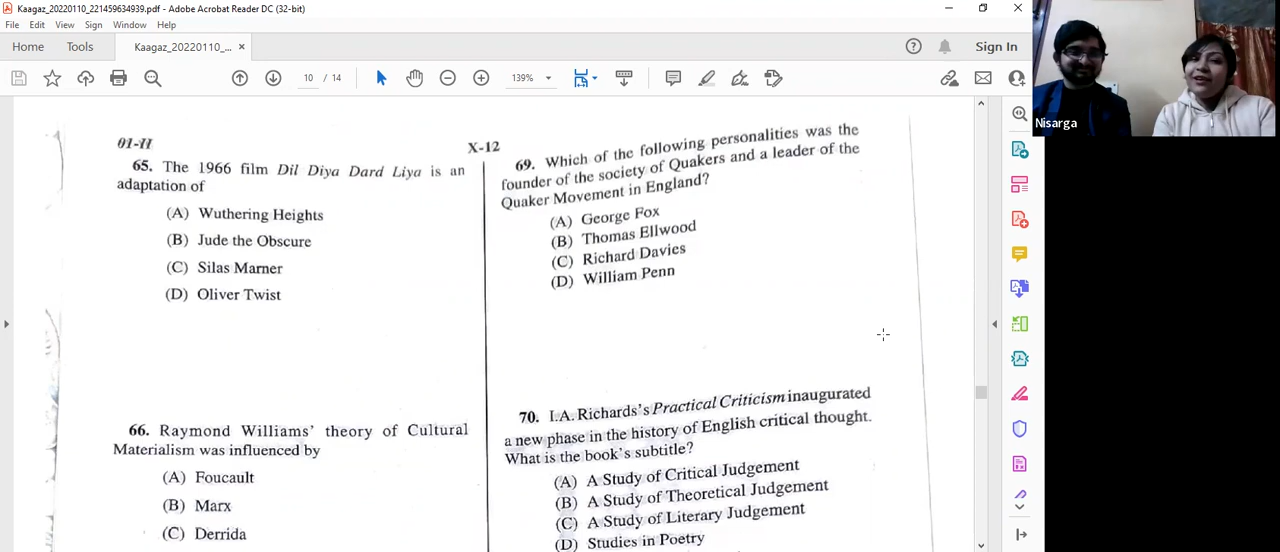 Kaagaz_20220110_221459634939.pdf - Adobe Acrobat Reader DC (32-bit)
File Edit View Sign Window Help
Home Tools Kaagaz_20220110_... × Sign In
10 / 14 139%
Nisarga
01-II
X-12
65. The 1966 film Dil Diya Dard Liya is an
adaptation of
(A) Wuthering Heights
(B) Jude the Obscure
(C) Silas Marner
(D) Oliver Twist
66. Raymond Williams' theory of Cultural
Materialism was influenced by
(A) Foucault
(B) Marx
(C) Derrida
69. Which of the following personalities was the
founder of the society of Quakers and a leader of the
Quaker Movement in England?
(A) George Fox
(B) Thomas Ellwood
(C) Richard Davies
(D) William Penn
70. I.A. Richards's Practical Criticism inaugurated
a new phase in the history of English critical thought.
What is the book's subtitle?
(A) A Study of Critical Judgement
(B) A Study of Theoretical Judgement
(C) A Study of Literary Judgement
(D) Studies in Poetry